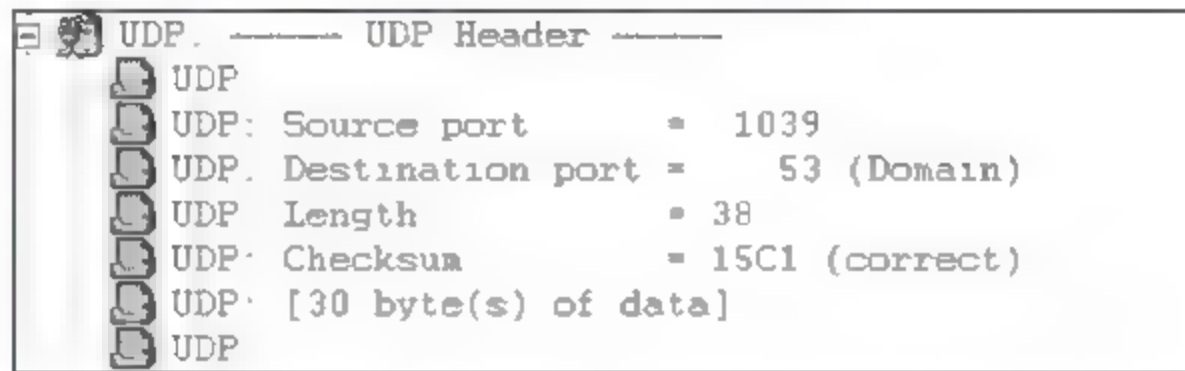 UDP. ----- UDP Header -----
UDP
UDP: Source port = 1039
UDP. Destination port = 53 (Domain)
UDP Length = 38
UDP· Checksum = 15C1 (correct)
UDP· [30 byte(s) of data]
UDP